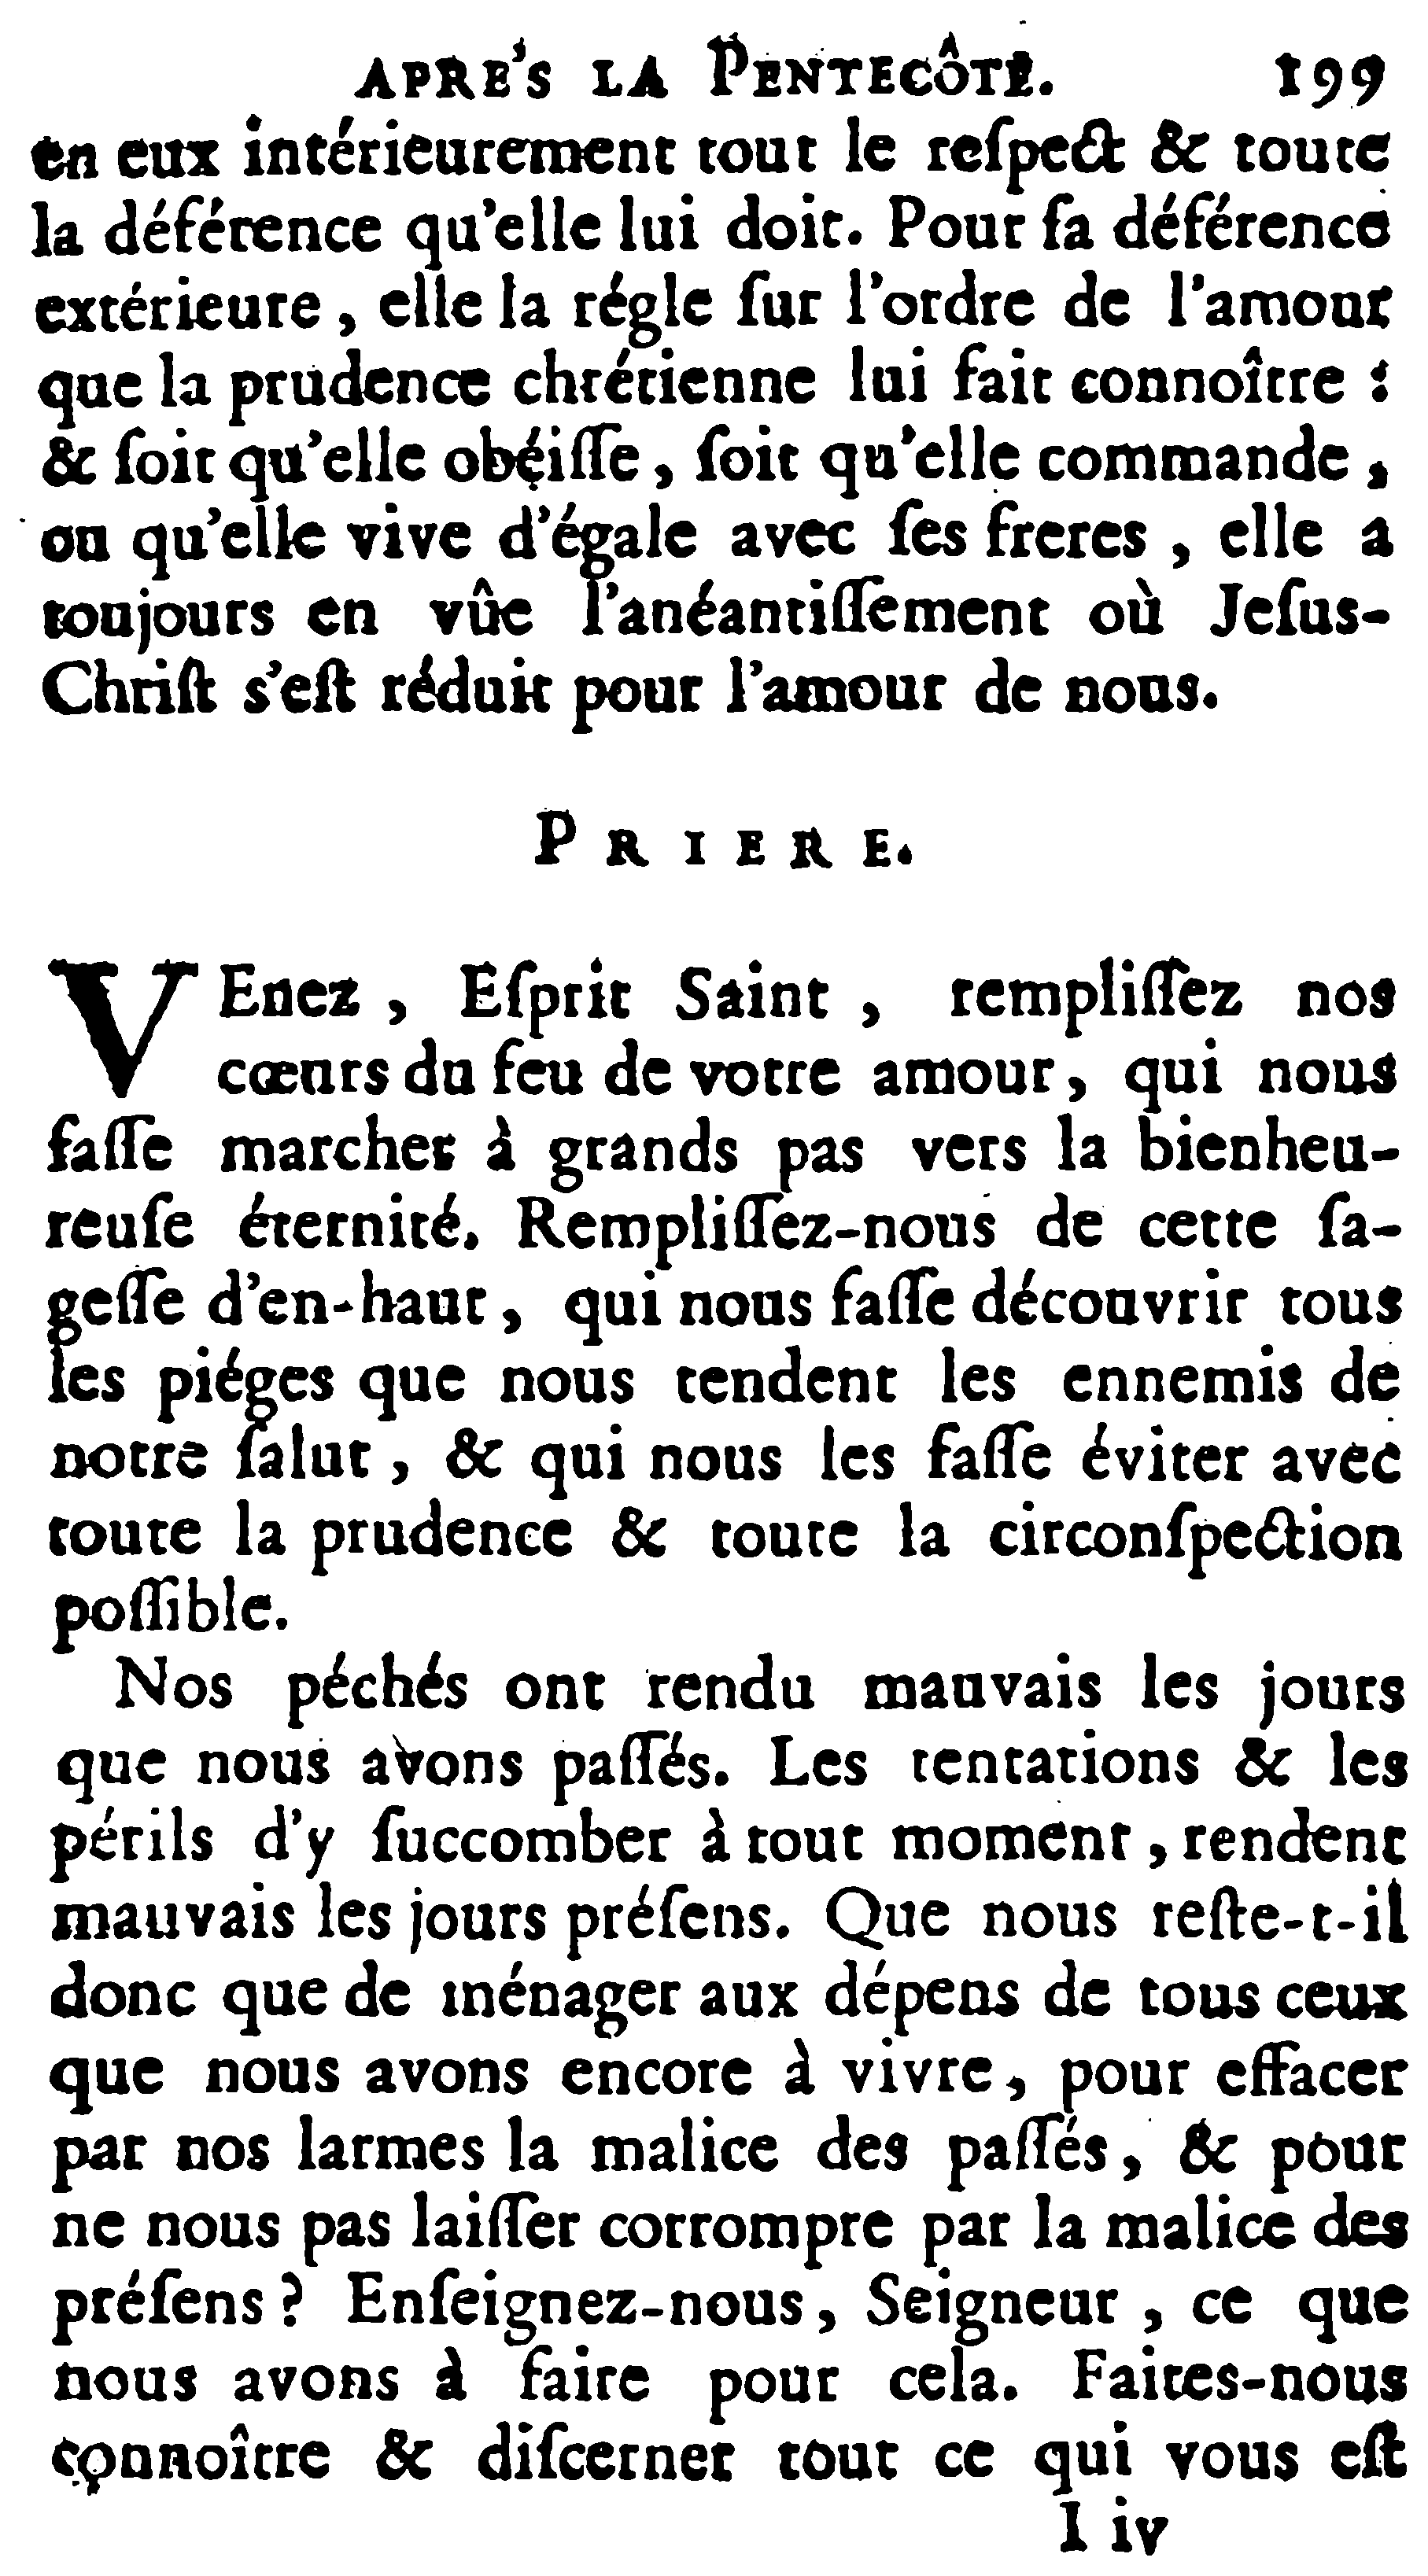 APRE'S LA PENTECÔTE. 199
en eux intérieurement tout le reſpect & toute
la déférence qu'elle lui doit. Pour ſa déférence
extérieure, elle la régle ſur l'ordre de l'amour
que la prudence chrétienne lui fait connoître :
& ſoit qu'elle obéiſſe, ſoit qu'elle commande,
ou qu'elle vive d'égale avec ſes freres, elle a
toujours en vûe l'anéantiſſement où Jeſus-
Chriſt s'eſt réduit pour l'amour de nous.
PRIERE.
VEnez, Eſprit Saint, rempliſſez nos
cœurs du feu de votre amour, qui nous
faſſe marcher à grands pas vers la bienheu-
reuſe éternité. Rempliſſez-nous de cette ſa-
geſſe d'en-haut, qui nous faſſe découvrir tous
les piéges que nous tendent les ennemis de
notre ſalut, & qui nous les faſſe éviter avec
toute la prudence & toute la circonſpection
poſſible.
Nos péchés ont rendu mauvais les jours
que nous avons paſſés. Les tentations & les
périls d'y ſuccomber à tout moment, rendent
mauvais les jours préſens. Que nous reſte-t-il
donc que de ménager aux dépens de tous ceux
que nous avons encore à vivre, pour effacer
par nos larmes la malice des paſſés, & pour
ne nous pas laiſſer corrompre par la malice des
préſens? Enſeignez-nous, Seigneur, ce que
nous avons à faire pour cela. Faites-nous
connoître & diſcerner tout ce qui vous eſt
I iv